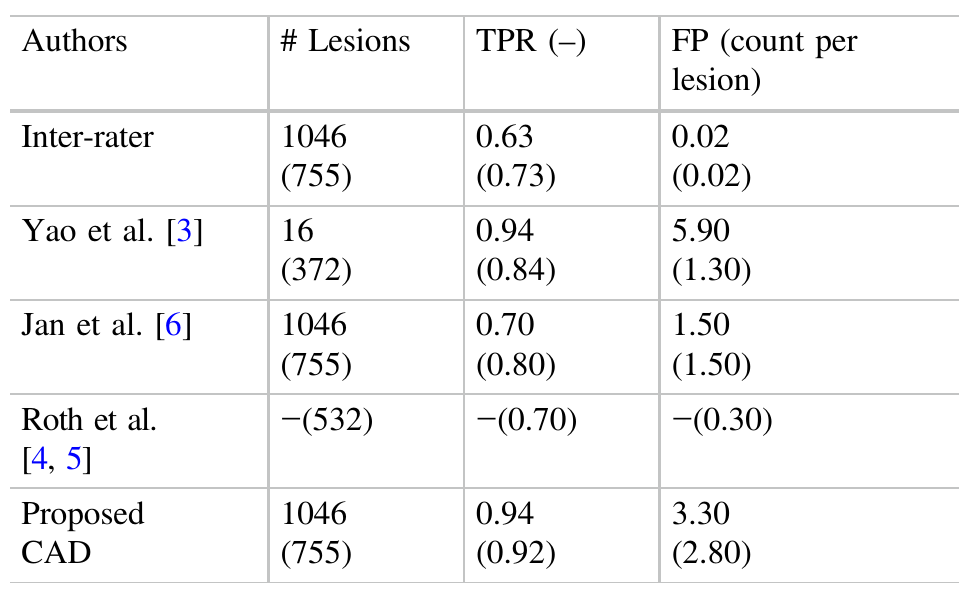 Authors # Lesions TPR (–) FP (count per
lesion)
Inter-rater 1046 0.63 0.02
(755) (0.73) (0.02)
Yao et al. [3] 16 0.94 5.90
(372) (0.84) (1.30)
Jan et al. [6] 1046 0.70 1.50
(755) (0.80) (1.50)
Roth et al. −(532) −(0.70) −(0.30)
[4, 5]
Proposed 1046 0.94 3.30
CAD (755) (0.92) (2.80)